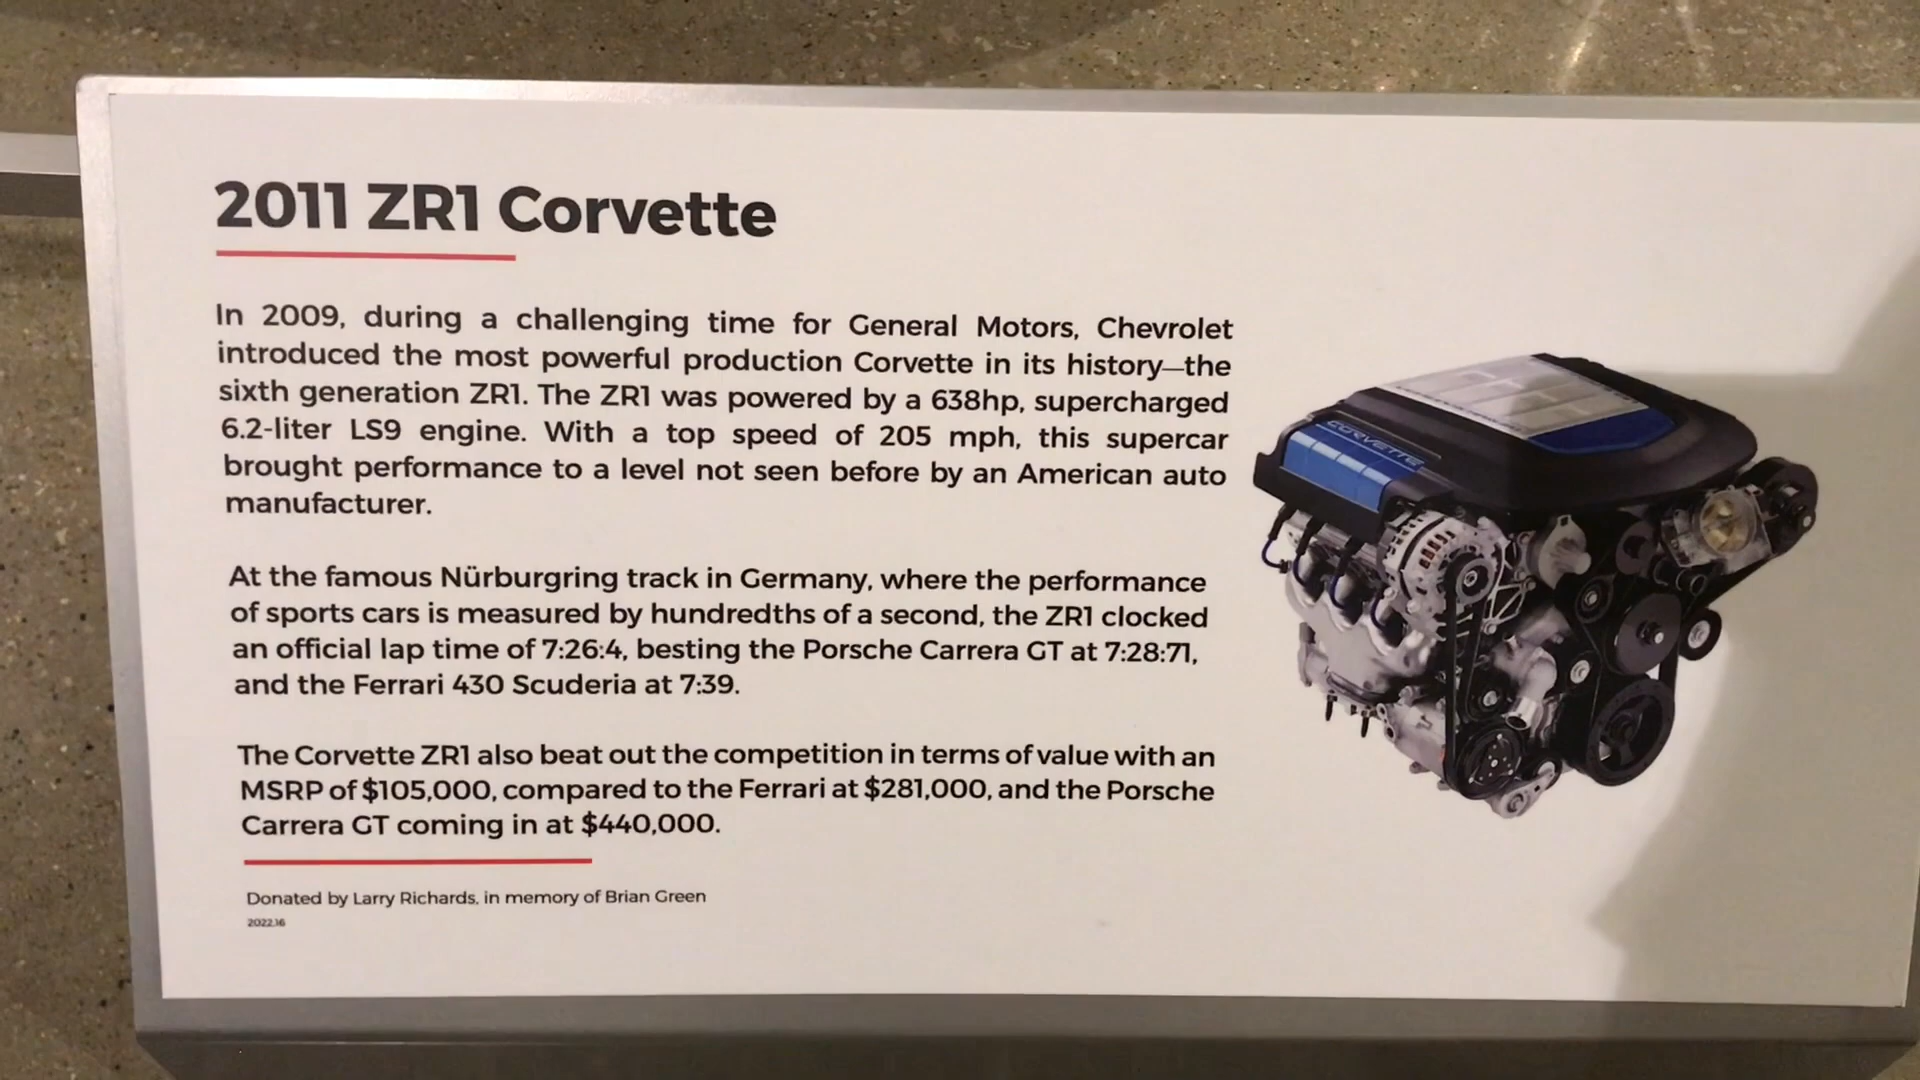 2011 ZR1 Corvette
In 2009, during a challenging time for General Motors, Chevrolet
introduced the most powerful production Corvette in its history—the
sixth generation ZR1. The ZR1 was powered by a 638hp, supercharged
6.2-liter LS9 engine. With a top speed of 205 mph, this supercar
brought performance to a level not seen before by an American auto
manufacturer.
At the famous Nürburgring track in Germany, where the performance
of sports cars is measured by hundredths of a second, the ZR1 clocked
an official lap time of 7:26:4, besting the Porsche Carrera GT at 7:28:71,
and the Ferrari 430 Scuderia at 7:39.
The Corvette ZR1 also beat out the competition in terms of value with an
MSRP of $105,000, compared to the Ferrari at $281,000, and the Porsche
Carrera GT coming in at $440,000.
Donated by Larry Richards, in memory of Brian Green
2022.16
CORVETTE